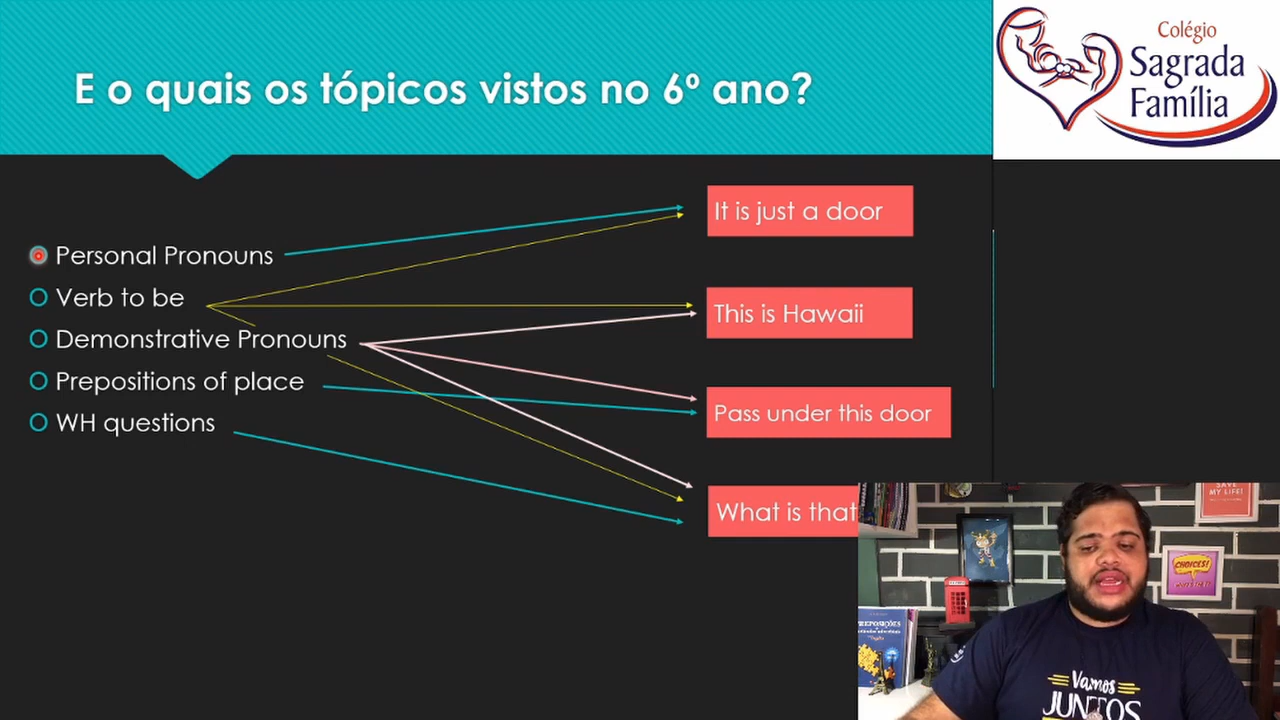 E o quais os tópicos vistos no 6º ano?
Colégio
Sagrada
Família
Personal Pronouns
Verb to be
Demonstrative Pronouns
Prepositions of place
WH questions
It is just a door
This is Hawaii
Pass under this door
What is that
SAVE
MY LIFE!
CHOICES!
Vamos
JUNTOS